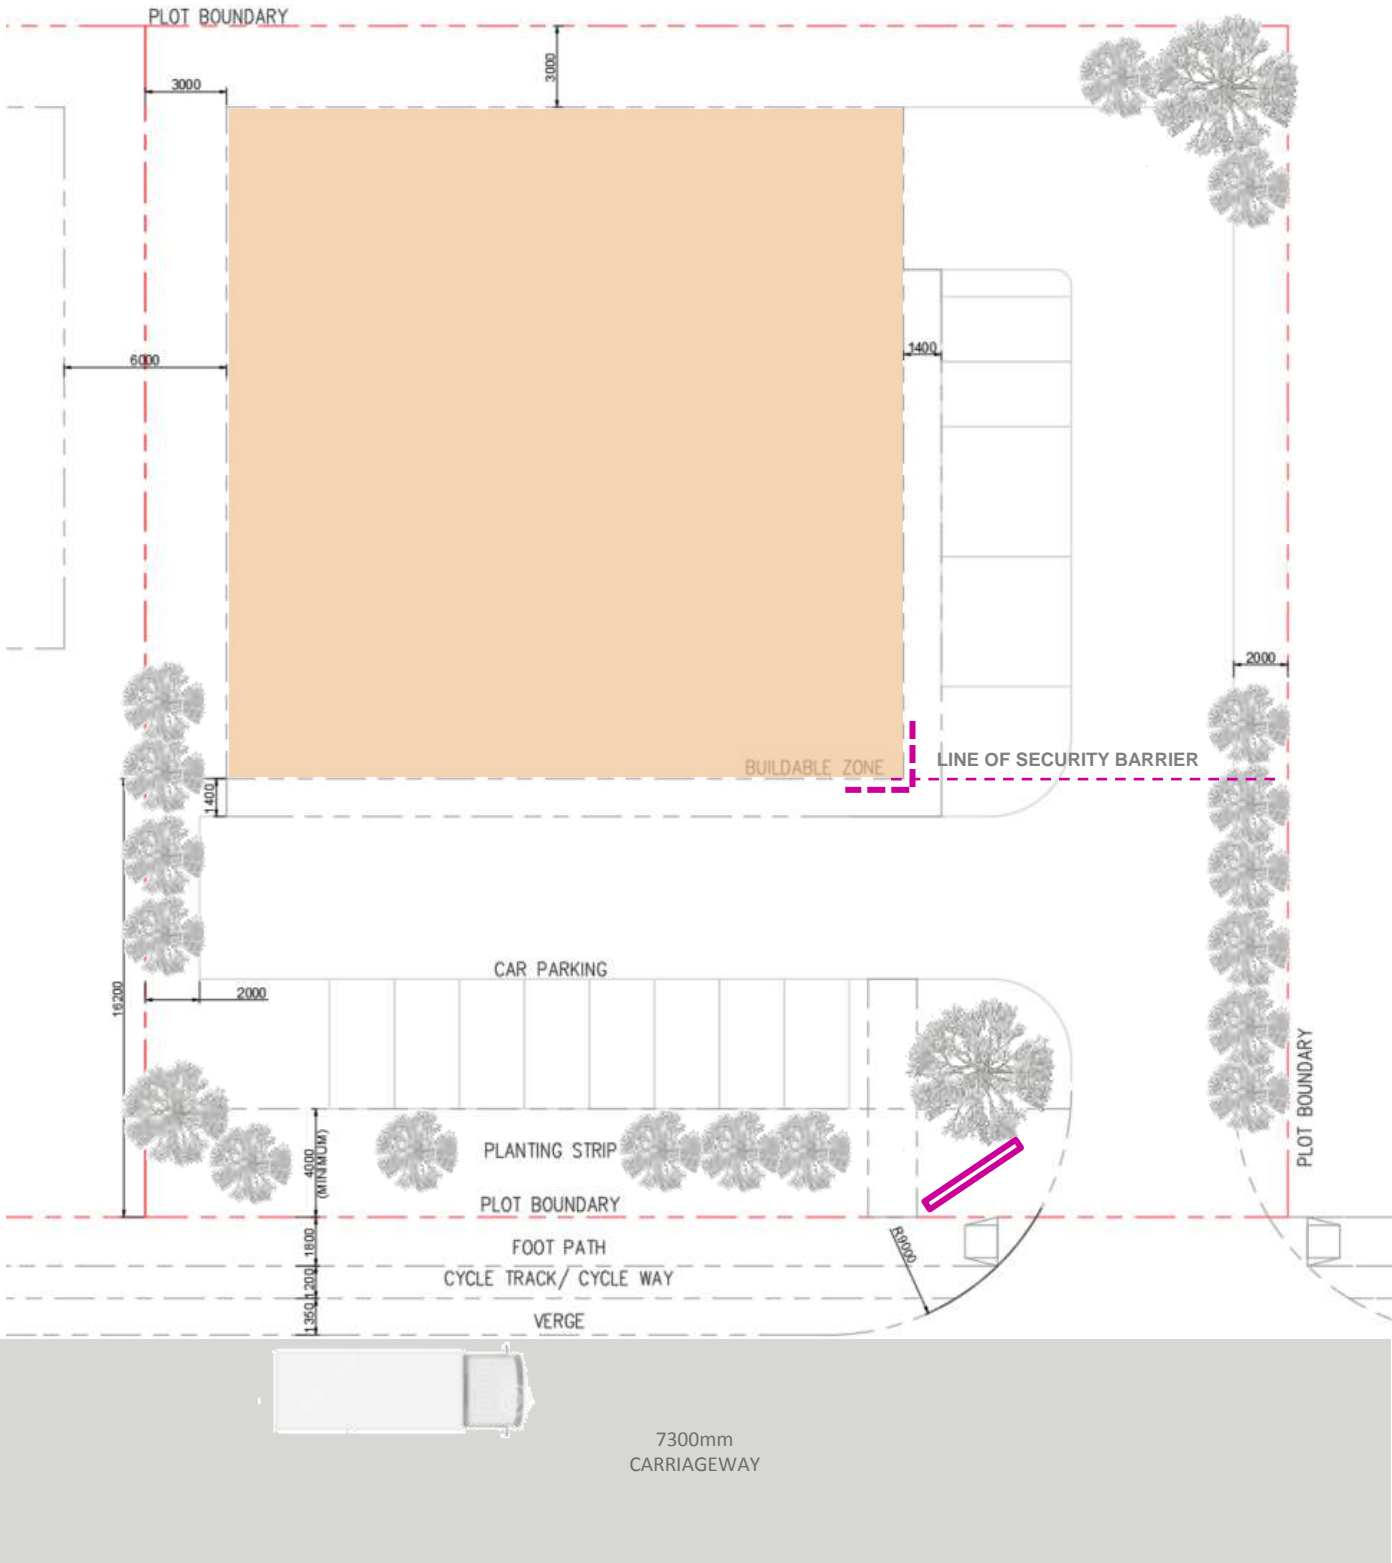 PLOT BOUNDARY
3000
3000
6000
1400
2000
BUILDABLE ZONE
LINE OF SECURITY BARRIER
1400
CAR PARKING
16200
2000
PLOT BOUNDARY
4000
(MINIMUM)
PLANTING STRIP
PLOT BOUNDARY
1800
FOOT PATH
R9000
1200
CYCLE TRACK/ CYCLE WAY
1350
VERGE
7300mm
CARRIAGEWAY